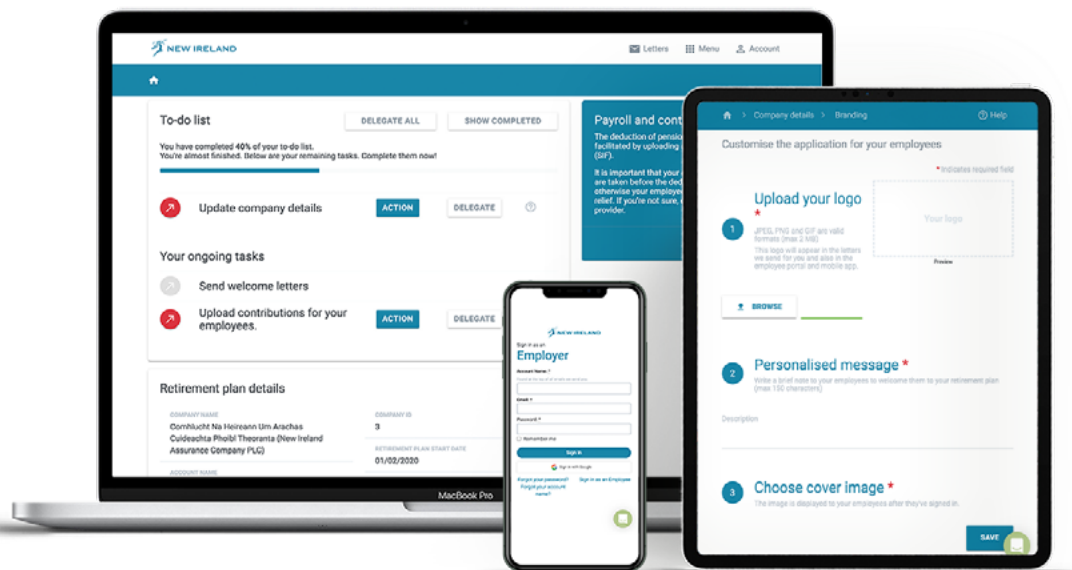 NEW IRELAND
Letters
Menu
Account
To-do list
DELEGATE ALL
SHOW COMPLETED
You have completed 40% of your to-do list.
You're almost finished. Below are your remaining tasks. Complete them now!
Update company details
ACTION
DELEGATE
Your ongoing tasks
Send welcome letters
Upload contributions for your
employees.
ACTION
DELEGATE
Retirement plan details
COMPANY NAME
Cornhlucht Na Heireann Um Arachas
Cuideachta Phoibl Theoranta (New Ireland
Assurance Company PLC)
COMPANY ID
3
RETIREMENT PLAN START DATE
01/02/2020
ACCOUNT NAME
Payroll and cont
The deduction of pensio
facilitated by uploading
(SIF).
It is important that your
are taken before the ded
otherwise your employe
relief. If you're not sure,
provider.
MacBook Pro
NEW IRELAND
Sign in as an
Employer
Account Name *
Email *
Password *
Remember me
Sign in
Sign in with Google
Forgot your password?
Sign in as an Employee
Forgot your account
name?
> Company details > Branding
Help
Customise the application for your employees
* Indicates required field
1
Upload your logo
*
JPEG, PNG and GIF are valid
formats (max 2 MB)
This logo will appear in the letters
we send for you and also in the
employee portal and mobile app.
Your logo
Preview
BROWSE
2
Personalised message *
Write a brief note to your employees to welcome them to your retirement plan
(max 150 characters)
Description
3
Choose cover image *
The image is displayed to your employees after they've signed in.
SAVE